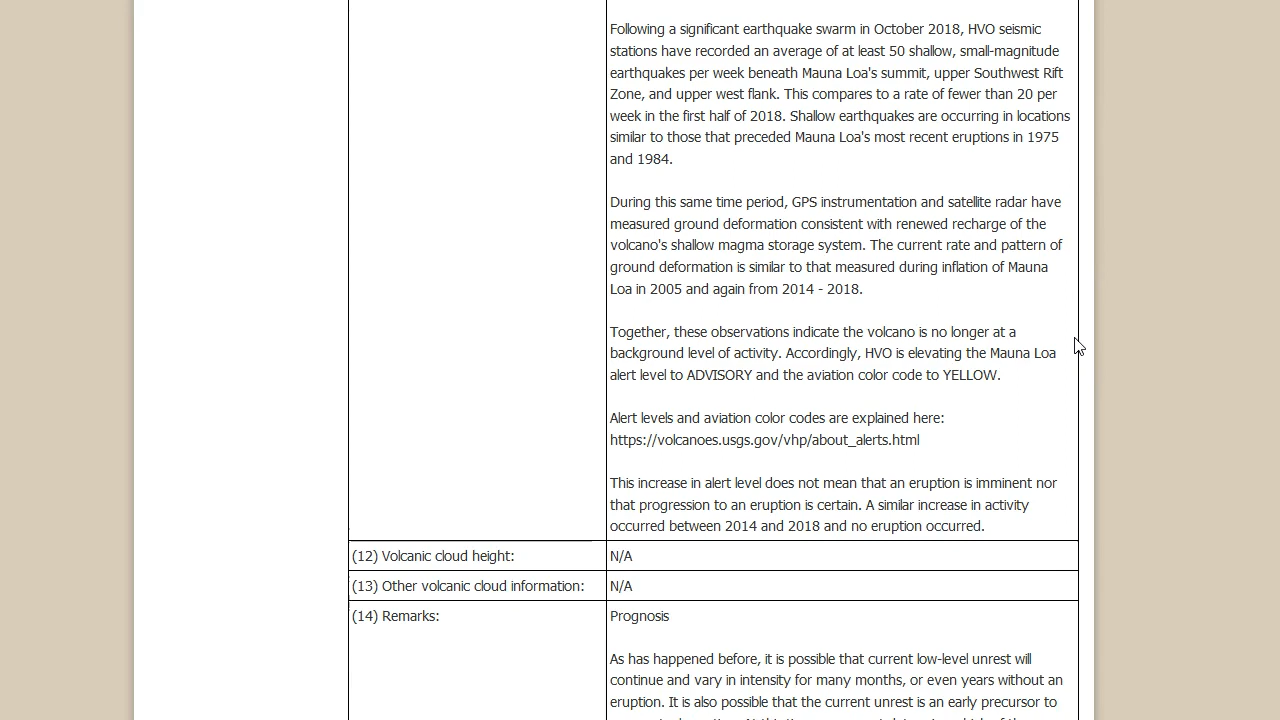 Following a significant earthquake swarm in October 2018, HVO seismic
stations have recorded an average of at least 50 shallow, small-magnitude
earthquakes per week beneath Mauna Loa's summit, upper Southwest Rift
Zone, and upper west flank. This compares to a rate of fewer than 20 per
week in the first half of 2018. Shallow earthquakes are occurring in locations
similar to those that preceded Mauna Loa's most recent eruptions in 1975
and 1984.
During this same time period, GPS instrumentation and satellite radar have
measured ground deformation consistent with renewed recharge of the
volcano's shallow magma storage system. The current rate and pattern of
ground deformation is similar to that measured during inflation of Mauna
Loa in 2005 and again from 2014 - 2018.
Together, these observations indicate the volcano is no longer at a
background level of activity. Accordingly, HVO is elevating the Mauna Loa
alert level to ADVISORY and the aviation color code to YELLOW.
Alert levels and aviation color codes are explained here:
https://volcanoes.usgs.gov/vhp/about_alerts.html
This increase in alert level does not mean that an eruption is imminent nor
that progression to an eruption is certain. A similar increase in activity
occurred between 2014 and 2018 and no eruption occurred.
(12) Volcanic cloud height: N/A
(13) Other volcanic cloud information: N/A
(14) Remarks: Prognosis
As has happened before, it is possible that current low-level unrest will
continue and vary in intensity for many months, or even years without an
eruption. It is also possible that the current unrest is an early precursor to